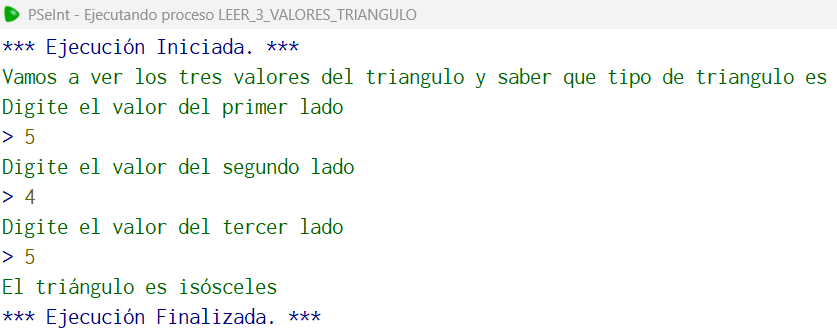 PSeInt - Ejecutando proceso LEER_3_VALORES_TRIANGULO
*** Ejecución Iniciada. ***
Vamos a ver los tres valores del triangulo y saber que tipo de triangulo es
Digite el valor del primer lado
> 5
Digite el valor del segundo lado
> 4
Digite el valor del tercer lado
> 5
El triángulo es isósceles
*** Ejecución Finalizada. ***